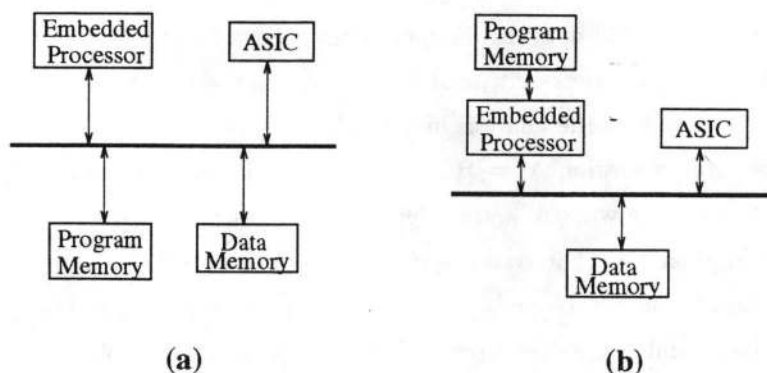 Embedded
Processor
ASIC
Program
Memory
Data
Memory
(a)
Program
Memory
Embedded
Processor
ASIC
Data
Memory
(b)